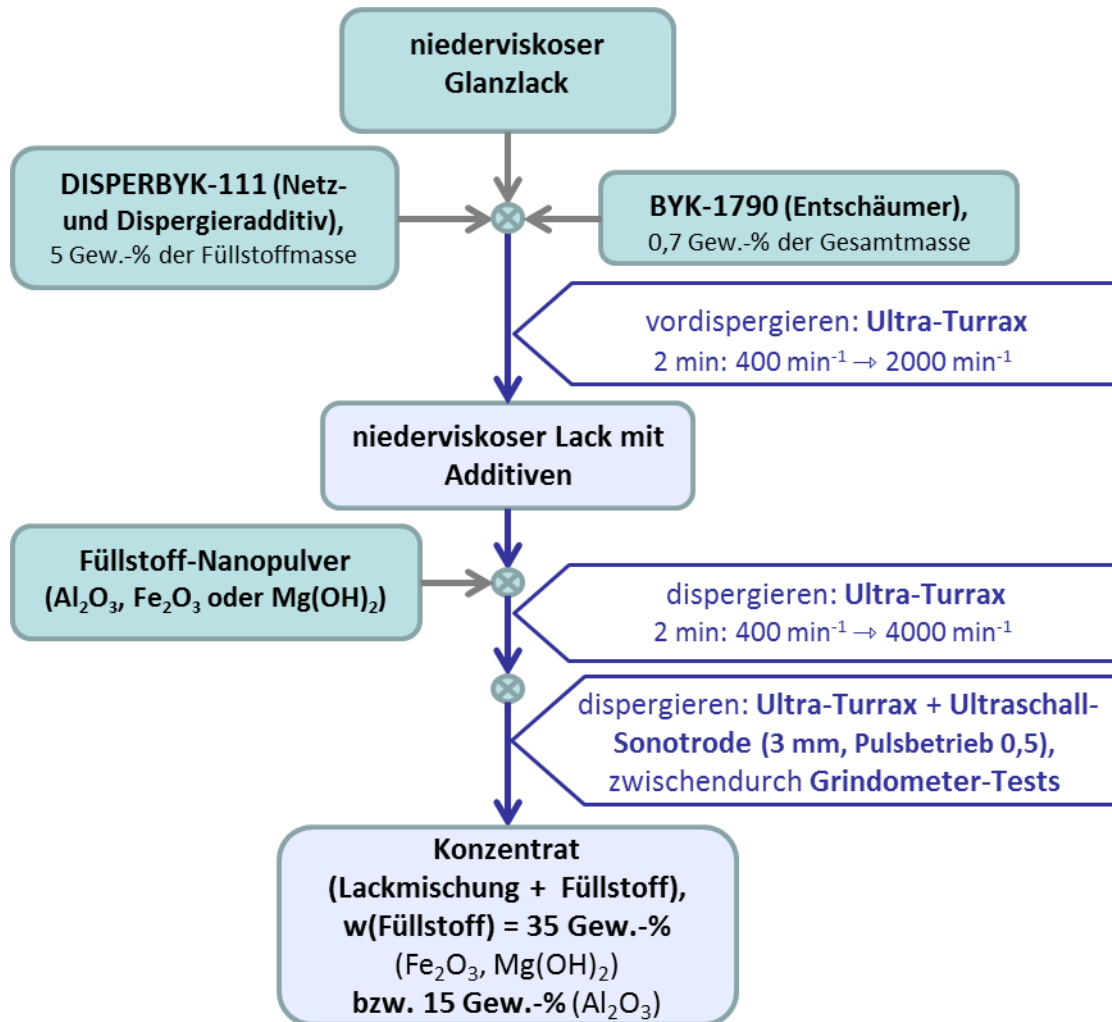 niederviskoser
Glanzlack
DISPERBYK-111 (Netz-
und Dispergieradditiv),
5 Gew.-% der Füllstoffmasse
BYK-1790 (Entschäumer),
0,7 Gew.-% der Gesamtmasse
vordispergieren: Ultra-Turrax
2 min: 400 min⁻¹ → 2000 min⁻¹
niederviskoser Lack mit
Additiven
Füllstoff-Nanopulver
(Al₂O₃, Fe₂O₃ oder Mg(OH)₂)
dispergieren: Ultra-Turrax
2 min: 400 min⁻¹ → 4000 min⁻¹
dispergieren: Ultra-Turrax + Ultraschall-
Sonotrode (3 mm, Pulsbetrieb 0,5),
zwischendurch Grindometer-Tests
Konzentrat
(Lackmischung + Füllstoff),
w(Füllstoff) = 35 Gew.-%
(Fe₂O₃, Mg(OH)₂)
bzw. 15 Gew.-% (Al₂O₃)